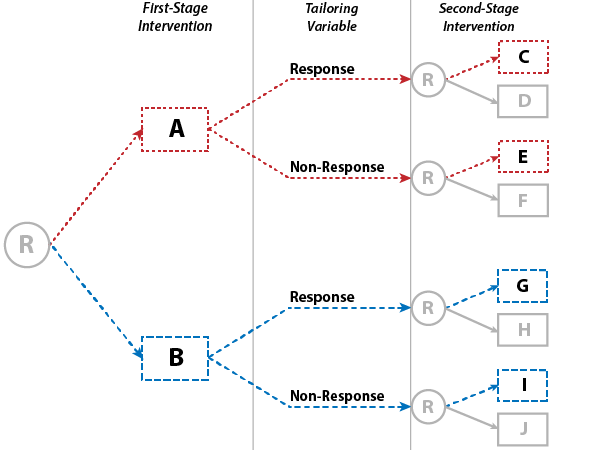 First-Stage
Intervention
Tailoring
Variable
Second-Stage
Intervention
Response
R
C
D
A
Non-Response
R
E
F
R
Response
R
G
H
B
Non-Response
R
I
J